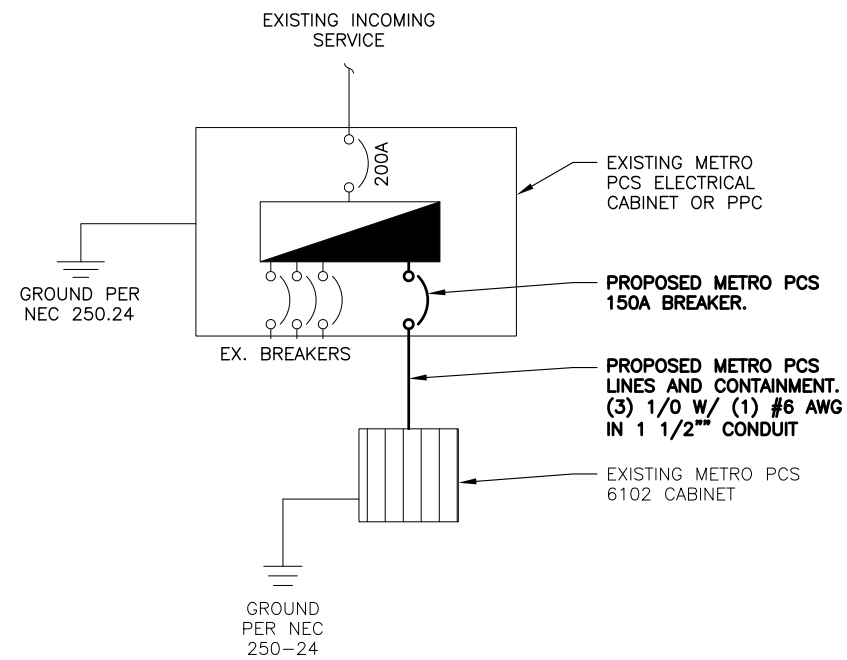 EXISTING INCOMING
SERVICE
200A
EXISTING METRO
PCS ELECTRICAL
CABINET OR PPC
GROUND PER
NEC 250.24
PROPOSED METRO PCS
150A BREAKER.
EX. BREAKERS
PROPOSED METRO PCS
LINES AND CONTAINMENT.
(3) 1/0 W/ (1) #6 AWG
IN 1 1/2"" CONDUIT
EXISTING METRO PCS
6102 CABINET
GROUND
PER NEC
250-24